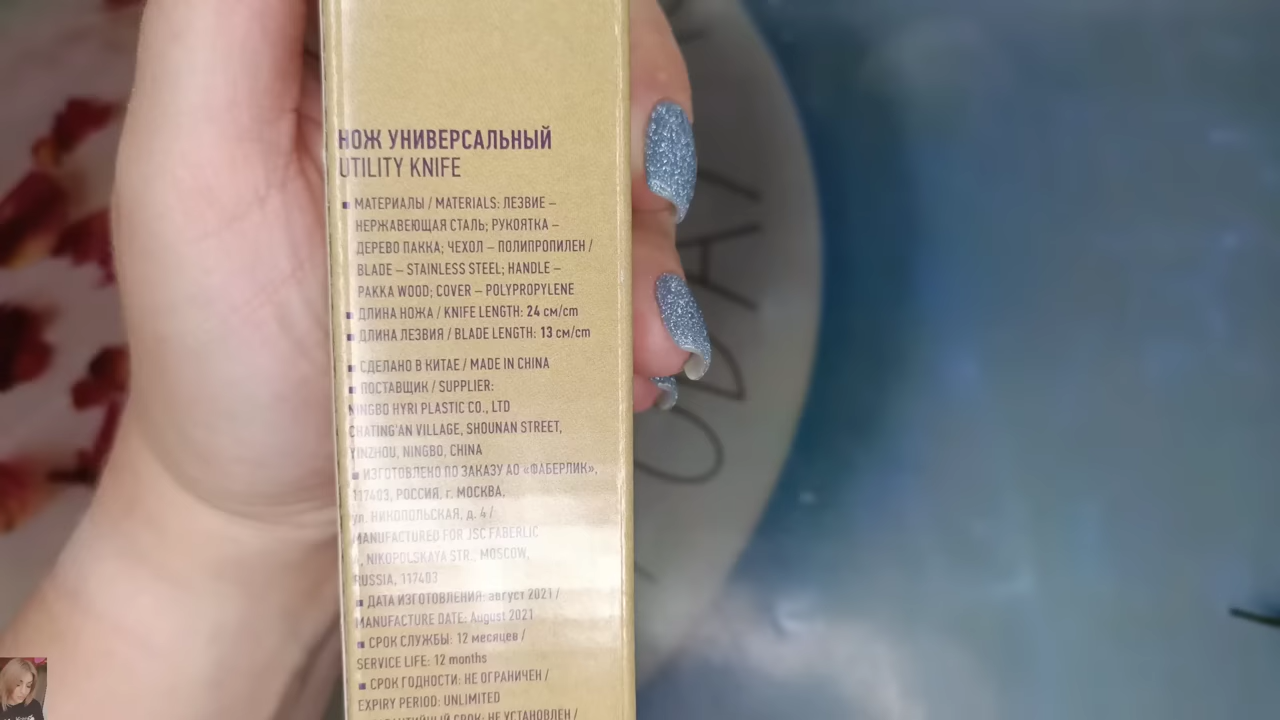 НОЖ УНИВЕРСАЛЬНЫЙ
UTILITY KNIFE
▪ МАТЕРИАЛЫ / MATERIALS: ЛЕЗВИЕ –
НЕРЖАВЕЮЩАЯ СТАЛЬ; РУКОЯТКА –
ДЕРЕВО ПАККА; ЧЕХОЛ – ПОЛИПРОПИЛЕН /
BLADE – STAINLESS STEEL; HANDLE –
PAKKA WOOD; COVER – POLYPROPYLENE
▪ ДЛИНА НОЖА / KNIFE LENGTH: 24 см/cm
▪ ДЛИНА ЛЕЗВИЯ / BLADE LENGTH: 13 см/cm
▪ СДЕЛАНО В КИТАЕ / MADE IN CHINA
▪ ПОСТАВЩИК / SUPPLIER:
NINGBO HYRI PLASTIC CO., LTD
CHATING'AN VILLAGE, SHOUNAN STREET,
YINZHOU, NINGBO, CHINA
▪ ИЗГОТОВЛЕНО ПО ЗАКАЗУ АО «ФАБЕРЛИК»,
117403, РОССИЯ, г. МОСКВА,
ул. НИКОПОЛЬСКАЯ, д. 4 /
MANUFACTURED FOR JSC FABERLIC
NIKOPOLSKAYA STR., MOSCOW,
RUSSIA, 117403
▪ ДАТА ИЗГОТОВЛЕНИЯ: август 2021 /
MANUFACTURE DATE: August 2021
▪ СРОК СЛУЖБЫ: 12 месяцев /
SERVICE LIFE: 12 months
▪ СРОК ГОДНОСТИ: НЕ ОГРАНИЧЕН /
EXPIRY PERIOD: UNLIMITED
СРОК: НЕ УСТАНОВЛЕН /